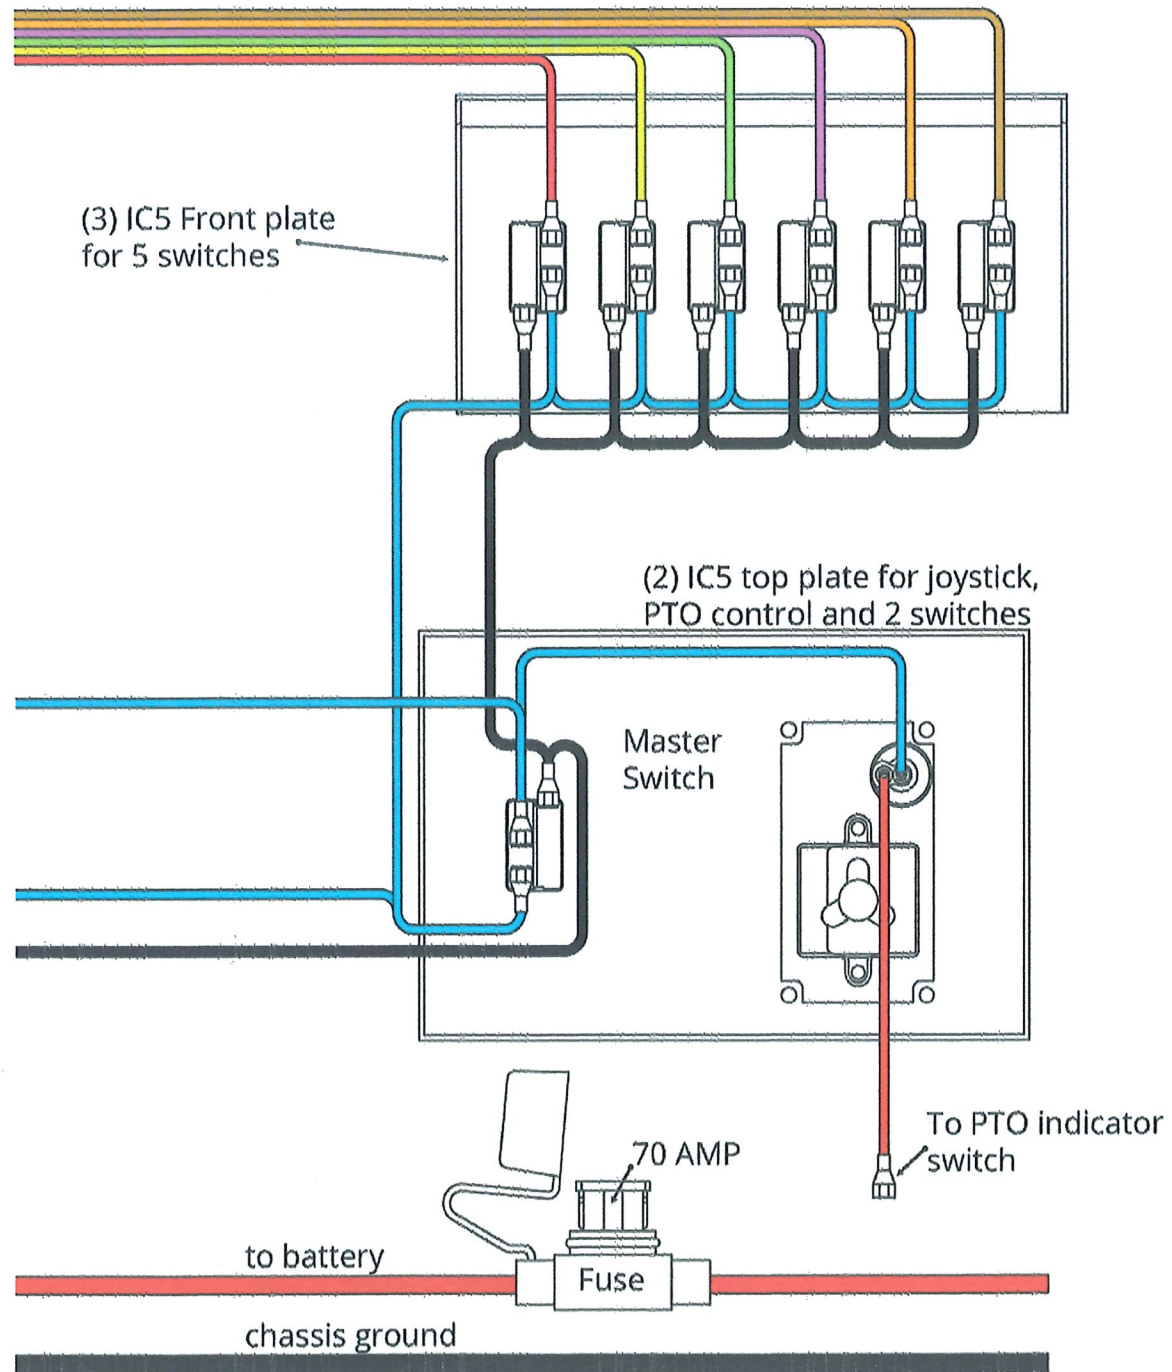 (3) IC5 Front plate
for 5 switches
(2) IC5 top plate for joystick,
PTO control and 2 switches
Master
Switch
To PTO indicator
switch
70 AMP
to battery
Fuse
chassis ground